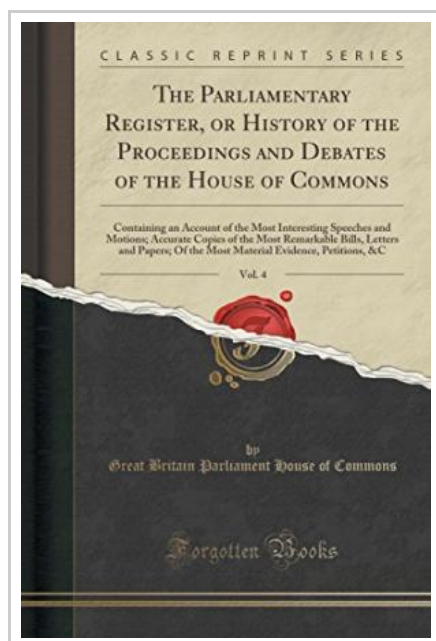 CLASSIC REPRINT SERIES
THE PARLIAMENTARY
REGISTER, OR HISTORY OF THE
PROCEEDINGS AND DEBATES
OF THE HOUSE OF COMMONS
Containing an Account of the Most Interesting Speeches and
Motions; Accurate Copies of the Most Remarkable Bills, Letters
and Papers; Of the Most Material Evidence, Petitions, &C
Vol. 4
by
Great Britain Parliament House of Commons
Forgotten Books